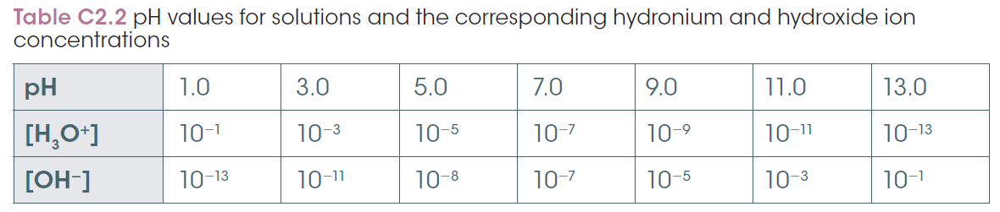 Table C2.2 pH values for solutions and the corresponding hydronium and hydroxide ion
concentrations
pH 1.0 3.0 5.0 7.0 9.0 11.0 13.0
[H₃O⁺] 10⁻¹ 10⁻³ 10⁻⁵ 10⁻⁷ 10⁻⁹ 10⁻¹¹ 10⁻¹³
[OH⁻] 10⁻¹³ 10⁻¹¹ 10⁻⁸ 10⁻⁷ 10⁻⁵ 10⁻³ 10⁻¹